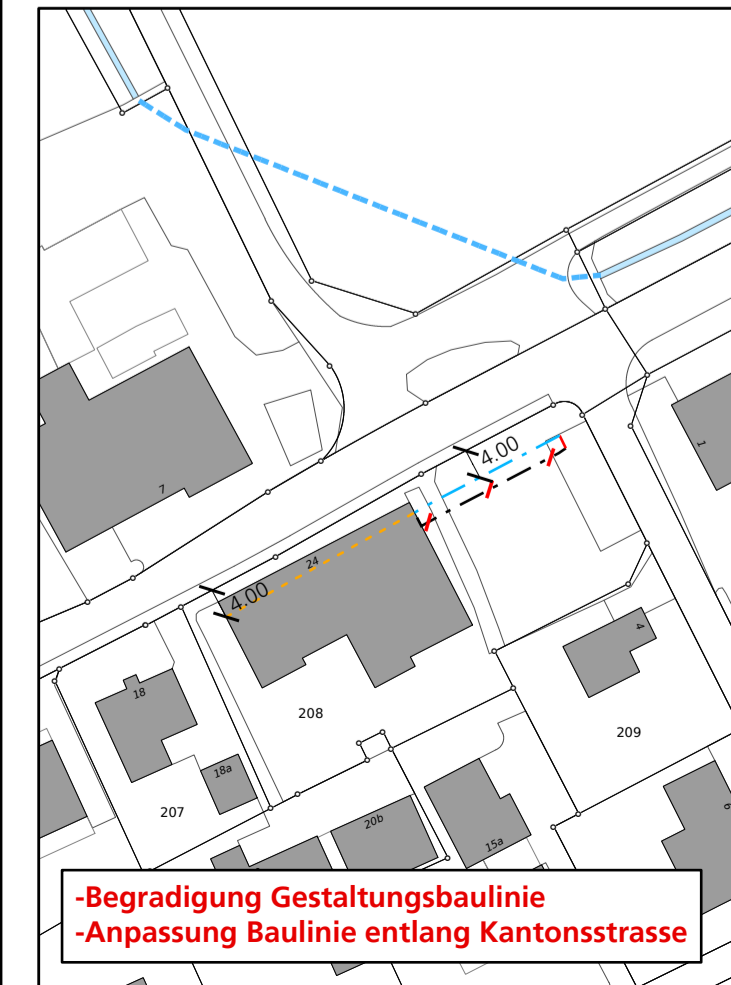 7
1
4.00
24
4.00
4
18
208
209
18a
207
20b
15a
6
-Begradigung Gestaltungsbaulinie
-Anpassung Baulinie entlang Kantonsstrasse